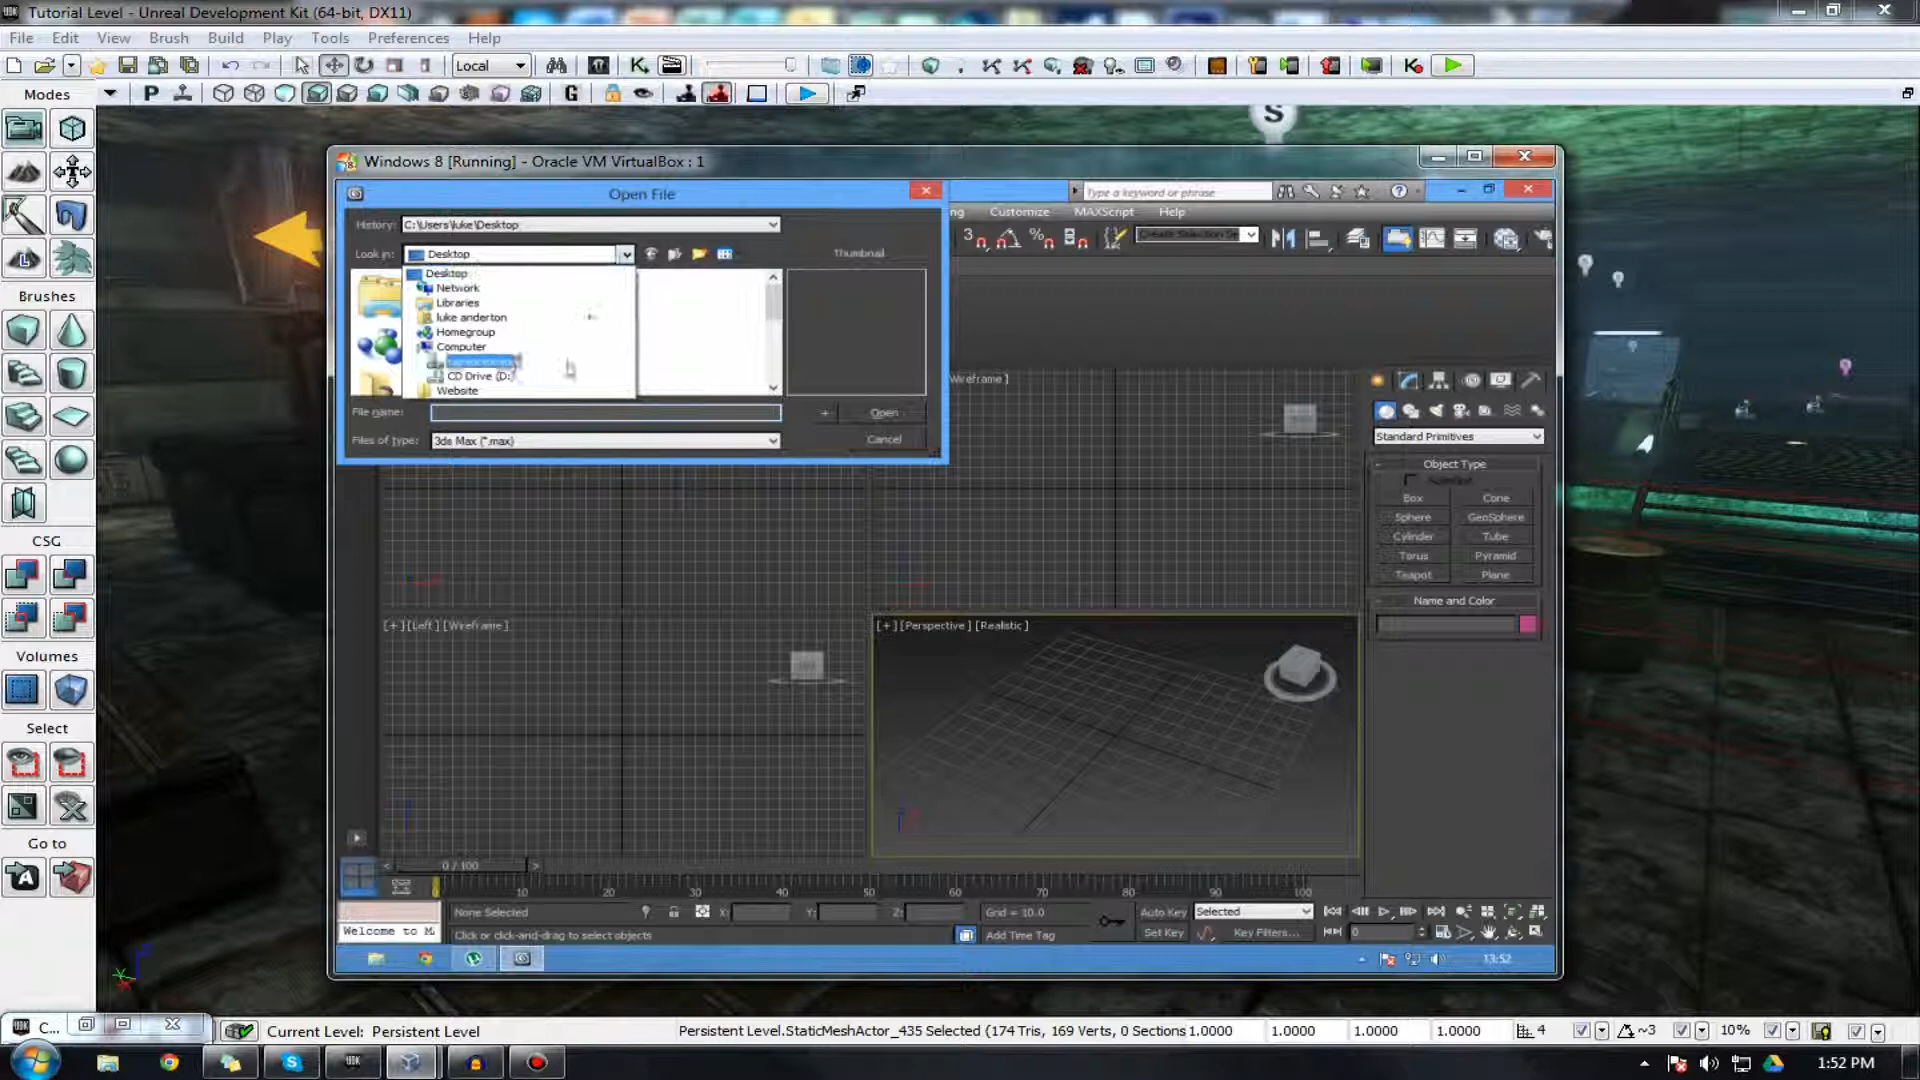 Tutorial Level - Unreal Development Kit (64-bit, DX11)
File Edit View Brush Build Play Tools Preferences Help
Local
Modes
P
G
S
Windows 8 [Running] - Oracle VM VirtualBox : 1
Open File
Type a keyword or phrase
History: C:\Users\luke\Desktop
ng Customize MAXScript Help
Look in: Desktop
Thumbnail
Desktop
Network
Libraries
luke anderton
Homegroup
Computer
CD Drive (D:)
Website
File name:
+ Open
Files of type: 3ds Max (*.max)
Cancel
Wireframe ]
Standard Primitives
Object Type
Box Cone
Sphere GeoSphere
Cylinder Tube
Torus Pyramid
Teapot Plane
Name and Color
Brushes
CSG
Volumes
Select
Go to
[ + ] [Left ] [Wireframe ]
[ + ] [Perspective ] [Realistic ]
< 0 / 100 >
10 20 30 40 50 60 70 80 90 100
None Selected X: Y: Z: Grid = 10.0 Auto Key Selected
Welcome to M
Click or click-and-drag to select objects Add Time Tag Set Key Key Filters... 0
13:52
C...
Current Level: Persistent Level
Persistent Level.StaticMeshActor_435 Selected (174 Tris, 169 Verts, 0 Sections 1.0000 1.0000 1.0000 1.0000 4 ~3 10%
1:52 PM